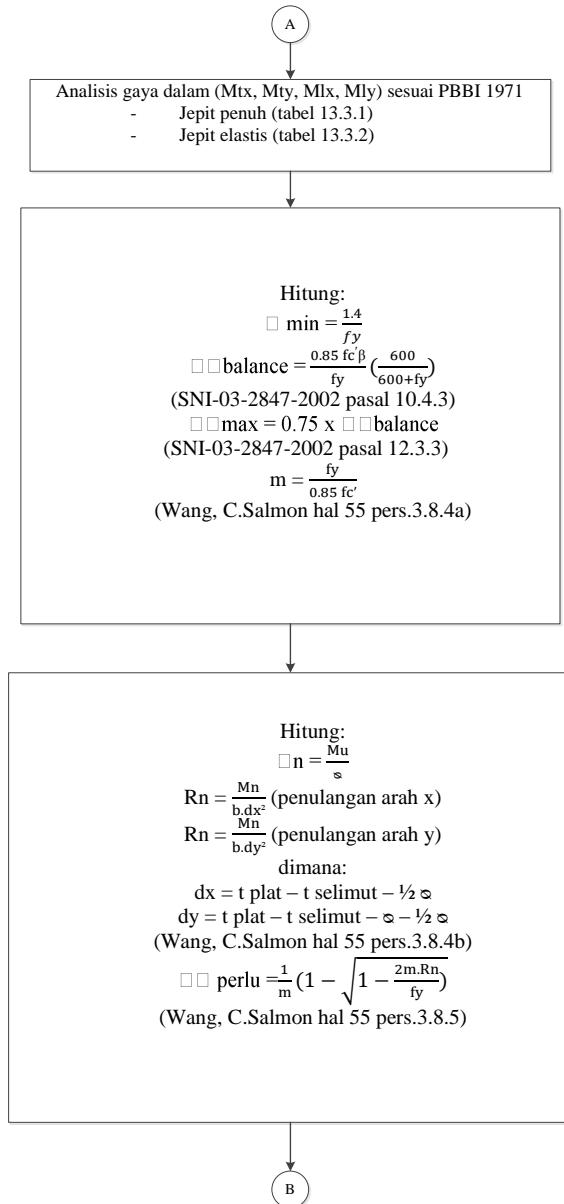 A
Analisis gaya dalam (Mtx, Mty, Mlx, Mly) sesuai PBBI 1971
- Jepit penuh (tabel 13.3.1)
- Jepit elastis (tabel 13.3.2)
Hitung:
□ min = 1.4/fy
□□balance = 0.85 fc'β/fy (600/600+fy)
(SNI-03-2847-2002 pasal 10.4.3)
□□max = 0.75 x □□balance
(SNI-03-2847-2002 pasal 12.3.3)
m = fy/0.85 fc′
(Wang, C.Salmon hal 55 pers.3.8.4a)
Hitung:
□n = Mu/ᴓ
Rn = Mn/b.dx² (penulangan arah x)
Rn = Mn/b.dy² (penulangan arah y)
dimana:
dx = t plat – t selimut – ½ ᴓ
dy = t plat – t selimut – ᴓ – ½ ᴓ
(Wang, C.Salmon hal 55 pers.3.8.4b)
□□ perlu = 1/m (1 − √(1 − 2m.Rn/fy))
(Wang, C.Salmon hal 55 pers.3.8.5)
B